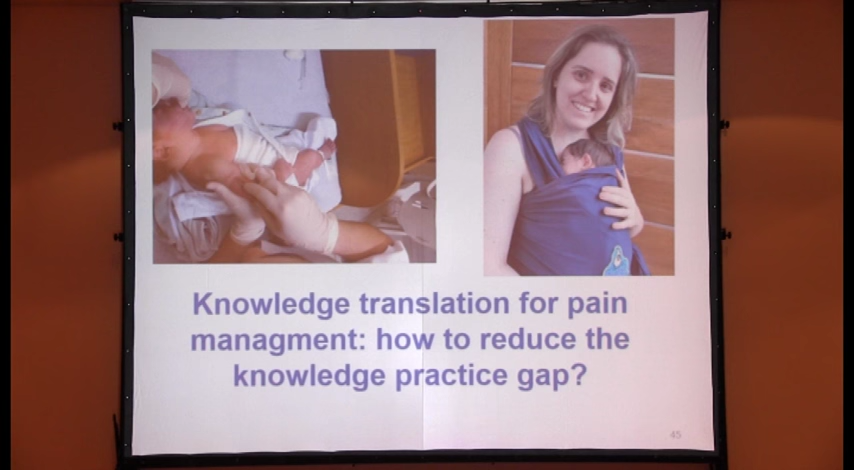 Knowledge translation for pain
managment: how to reduce the
knowledge practice gap?
45